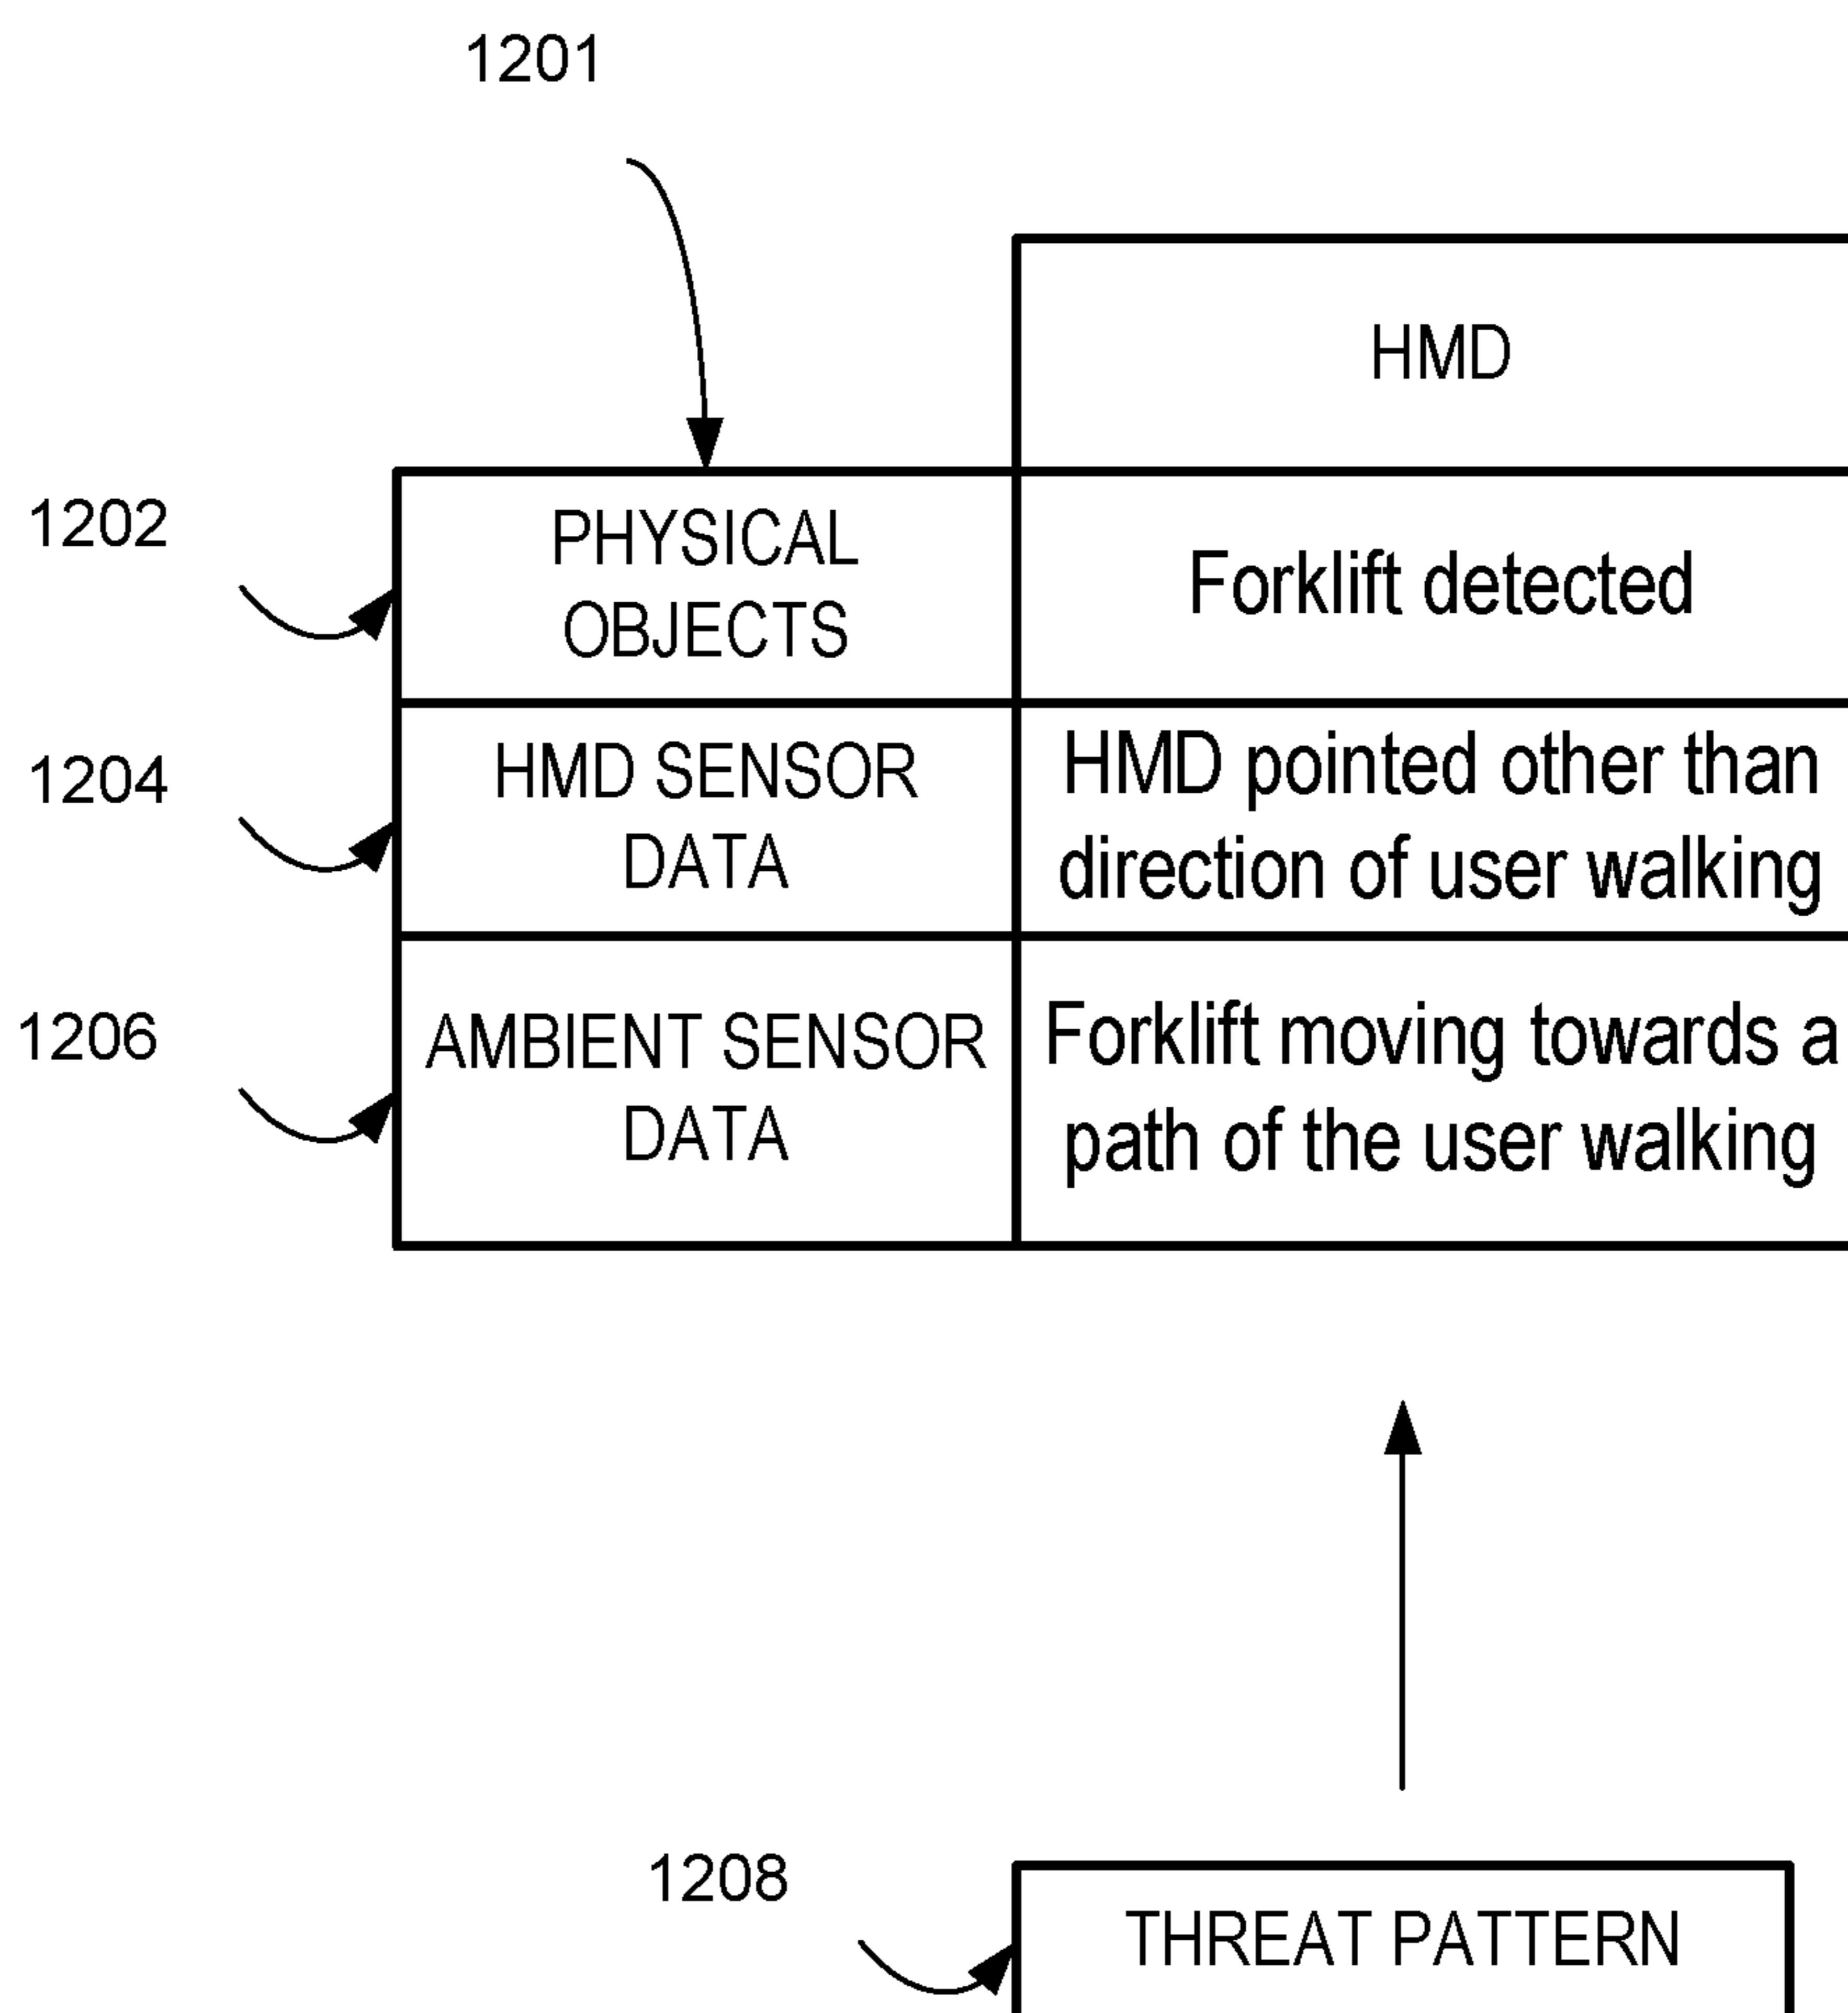 1201
HMD
1202
PHYSICAL
OBJECTS
Forklift detected
1204
HMD SENSOR
DATA
HMD pointed other than
direction of user walking
1206
AMBIENT SENSOR
DATA
Forklift moving towards a
path of the user walking
1208
THREAT PATTERN